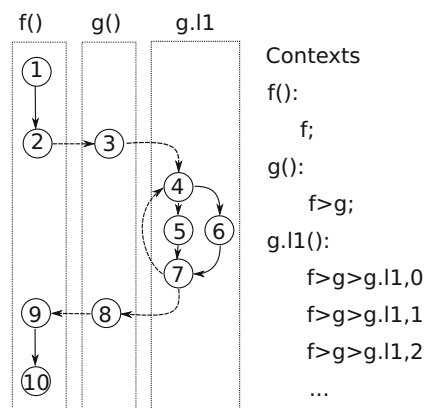 f() g() g.l1
1
2 3
4
5 6
7
9 8
10
Contexts
f():
f;
g():
f>g;
g.l1():
f>g>g.l1,0
f>g>g.l1,1
f>g>g.l1,2
...